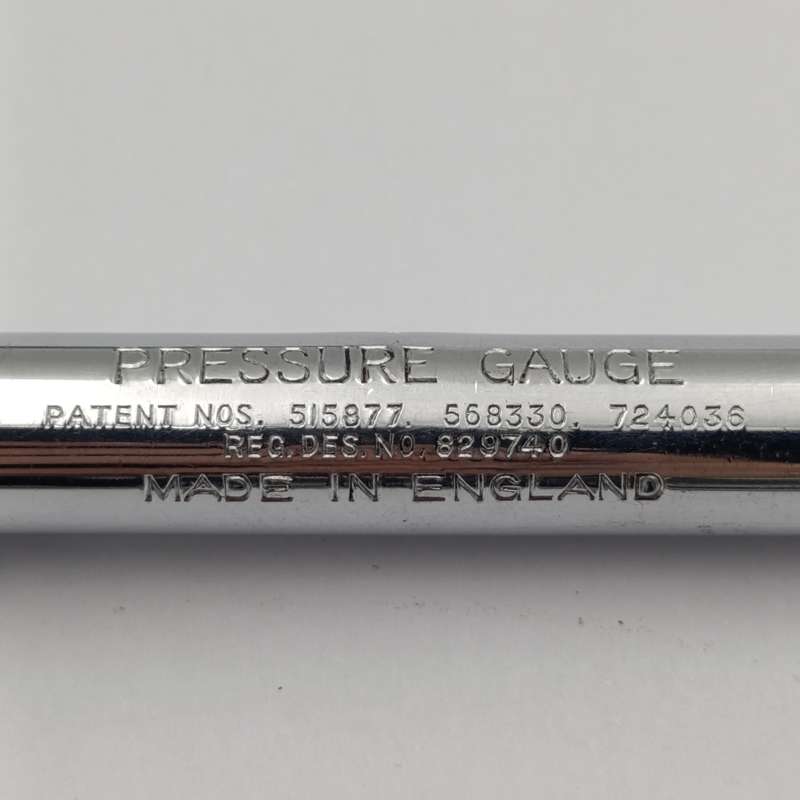 PRESSURE GAUGE
PATENT NOS. 515877. 568330. 724036
REG. DES. NO. 829740
MADE IN ENGLAND